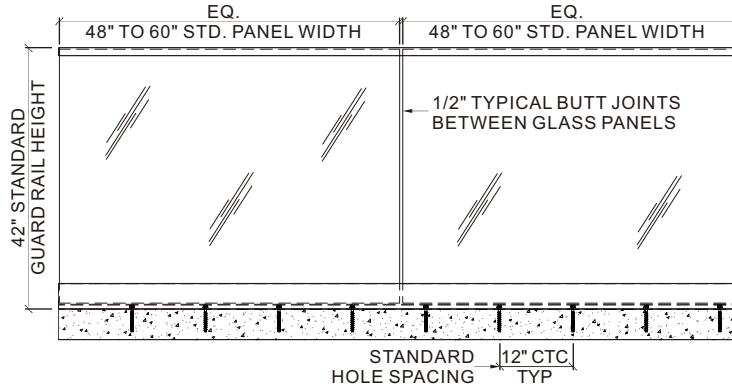 EQ.
48" TO 60" STD. PANEL WIDTH
EQ.
48" TO 60" STD. PANEL WIDTH
42" STANDARD
GUARD RAIL HEIGHT
1/2" TYPICAL BUTT JOINTS
BETWEEN GLASS PANELS
STANDARD
HOLE SPACING
12" CTC
TYP